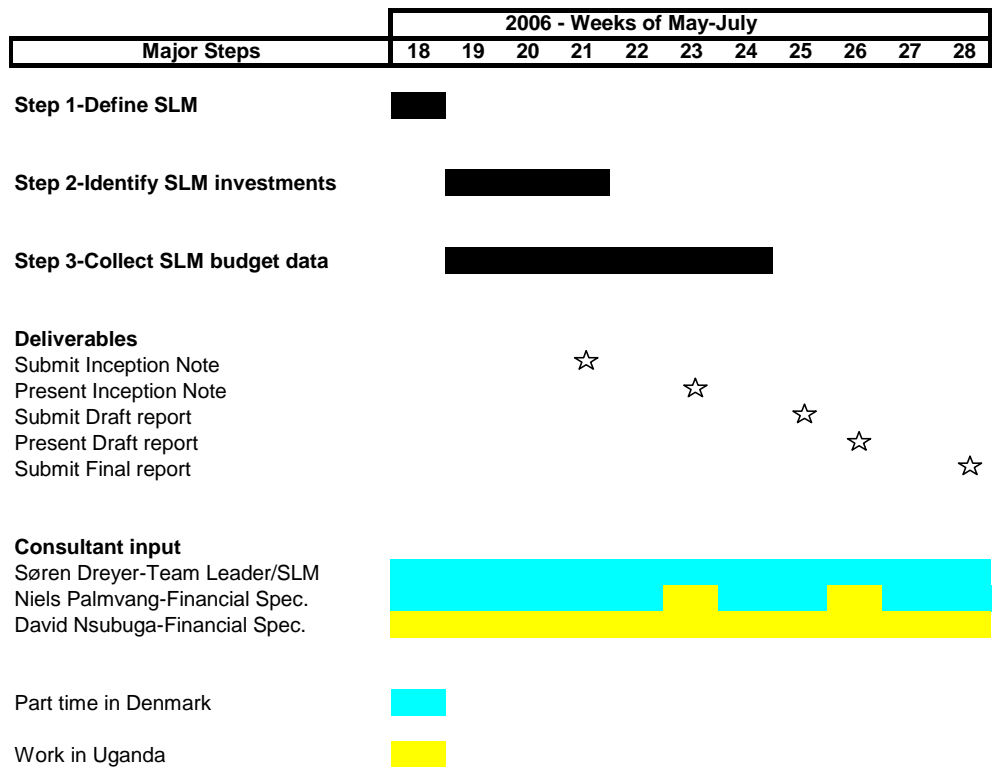 2006 - Weeks of May-July
Major Steps 18 19 20 21 22 23 24 25 26 27 28
Step 1-Define SLM
Step 2-Identify SLM investments
Step 3-Collect SLM budget data
Deliverables
Submit Inception Note
Present Inception Note
Submit Draft report
Present Draft report
Submit Final report
Consultant input
Søren Dreyer-Team Leader/SLM
Niels Palmvang-Financial Spec.
David Nsubuga-Financial Spec.
Part time in Denmark
Work in Uganda